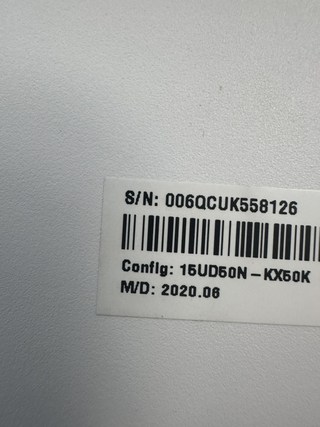 S/N: 006QCUK558126
Config: 15UD50N-KX50K
M/D: 2020.06